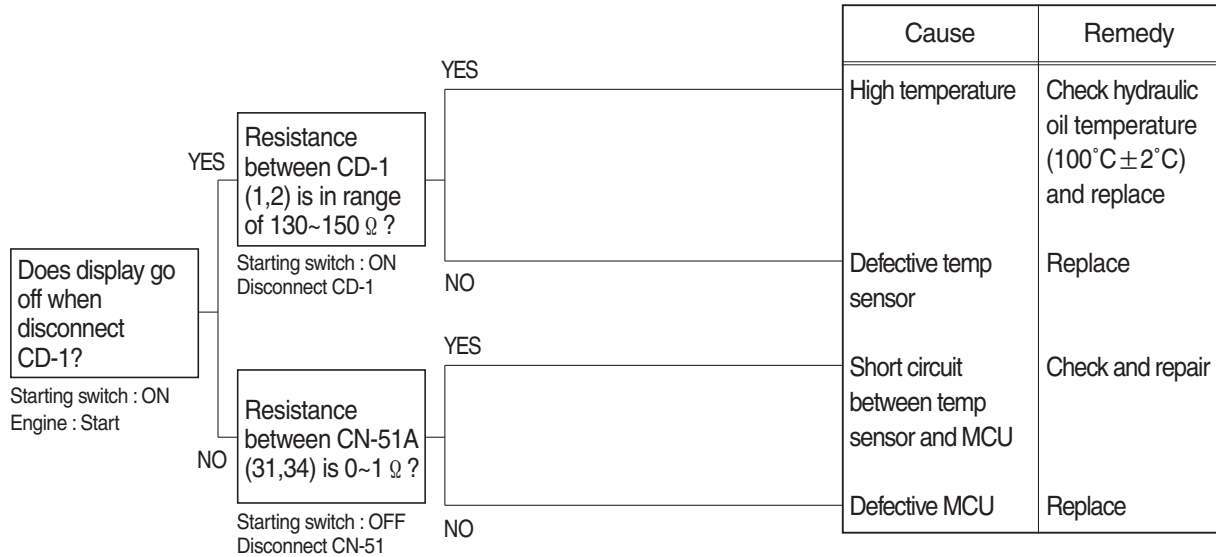 Does display go
off when
disconnect
CD-1?
Starting switch : ON
Engine : Start
YES
Resistance
between CD-1
(1,2) is in range
of 130~150 Ω ?
Starting switch : ON
Disconnect CD-1
NO
Resistance
between CN-51A
(31,34) is 0~1 Ω ?
Starting switch : OFF
Disconnect CN-51
YES
NO
YES
NO
Cause
Remedy
High temperature
Check hydraulic
oil temperature
(100˚C±2˚C)
and replace
Defective temp
sensor
Replace
Short circuit
between temp
sensor and MCU
Check and repair
Defective MCU
Replace